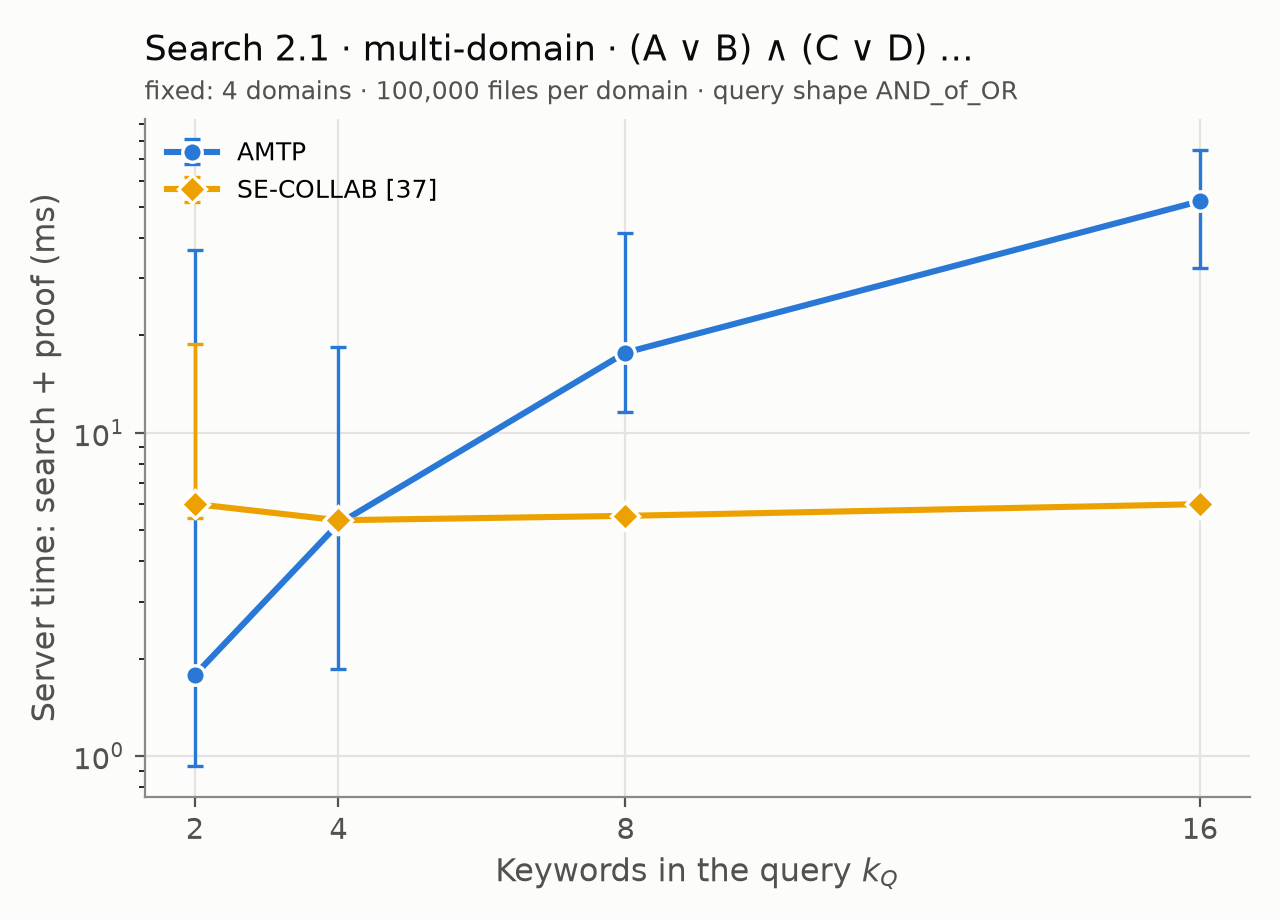 Search 2.1 · multi-domain · (A ∨ B) ∧ (C ∨ D) ...
fixed: 4 domains · 100,000 files per domain · query shape AND_of_OR
AMTP
SE-COLLAB [37]
Server time: search + proof (ms)
10¹
10⁰
2 4 8 16
Keywords in the query k_Q